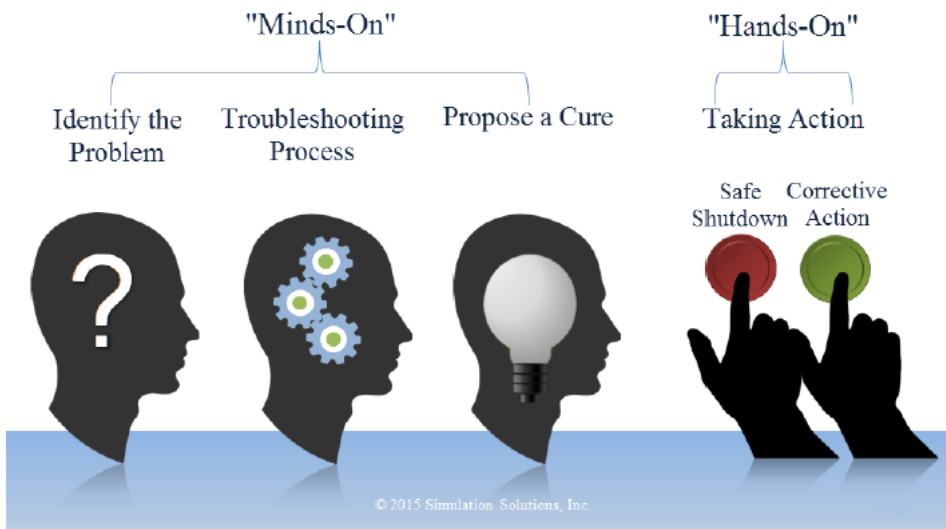 "Minds-On"
"Hands-On"
Identify the
Problem
Troubleshooting
Process
Propose a Cure
Taking Action
Safe
Shutdown
Corrective
Action
?
© 2015 Simulation Solutions, Inc.